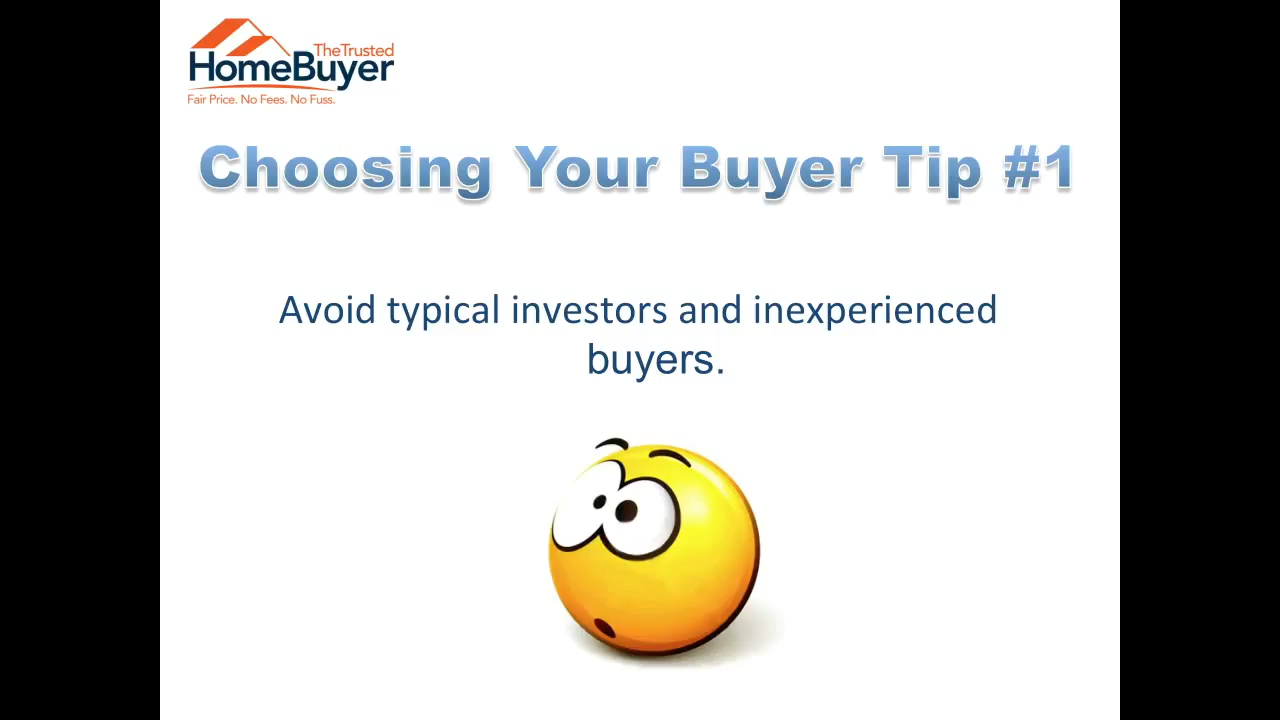 TheTrusted
HomeBuyer
Fair Price. No Fees. No Fuss.
Choosing Your Buyer Tip #1
Avoid typical investors and inexperienced
buyers.